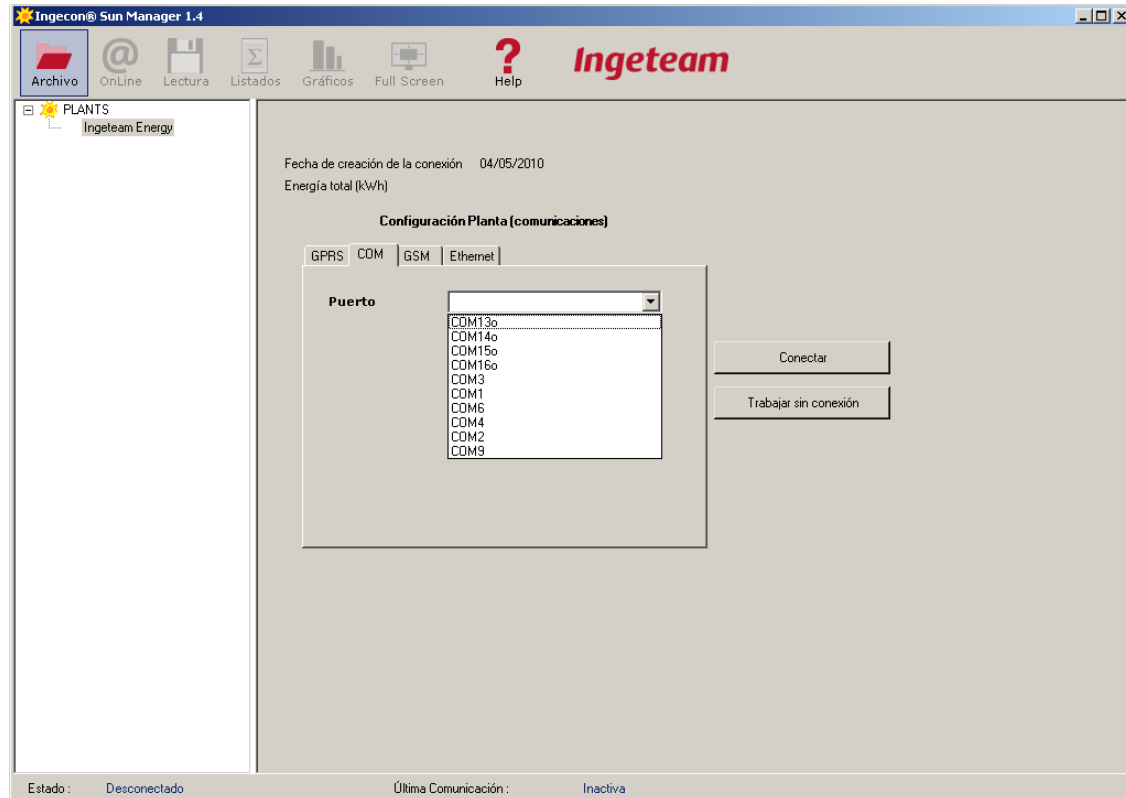 Ingecon® Sun Manager 1.4
Archivo OnLine Lectura Listados Gráficos Full Screen Help Ingeteam
PLANTS
Ingeteam Energy
Fecha de creación de la conexión 04/05/2010
Energía total (kWh)
Configuración Planta (comunicaciones)
GPRS COM GSM Ethernet
Puerto
COM13o
COM14o
COM15o
COM16o
COM3
COM1
COM6
COM4
COM2
COM9
Conectar
Trabajar sin conexión
Estado : Desconectado Última Comunicación : Inactiva